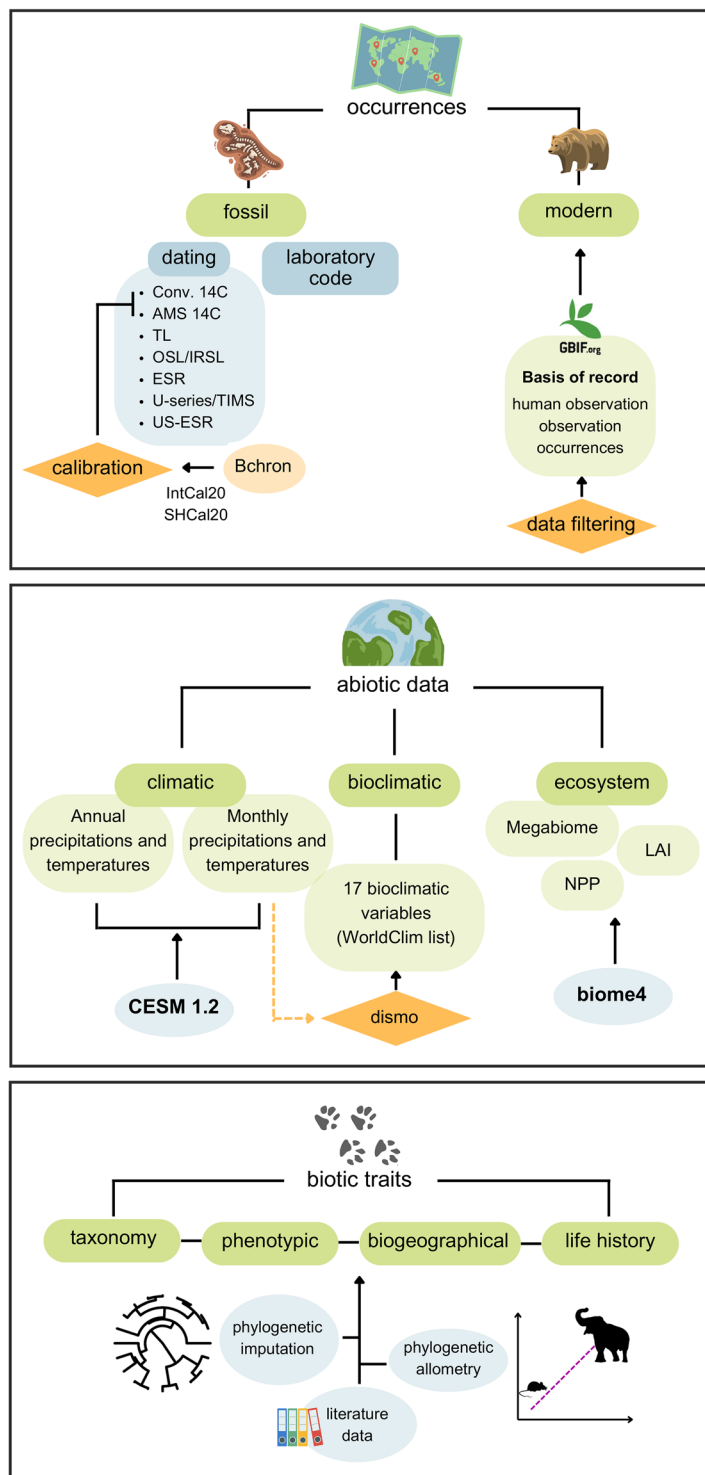 occurrences
fossil
modern
dating
laboratory
code
• Conv. 14C
• AMS 14C
• TL
• OSL/IRSL
• ESR
• U-series/TIMS
• US-ESR
calibration
Bchron
IntCal20
SHCal20
GBIF.org
Basis of record
human observation
observation
occurrences
data filtering
abiotic data
climatic
bioclimatic
ecosystem
Annual
precipitations and
temperatures
Monthly
precipitations and
temperatures
17 bioclimatic
variables
(WorldClim list)
Megabiome
LAI
NPP
CESM 1.2
dismo
biome4
biotic traits
taxonomy
phenotypic
biogeographical
life history
phylogenetic
imputation
phylogenetic
allometry
literature
data